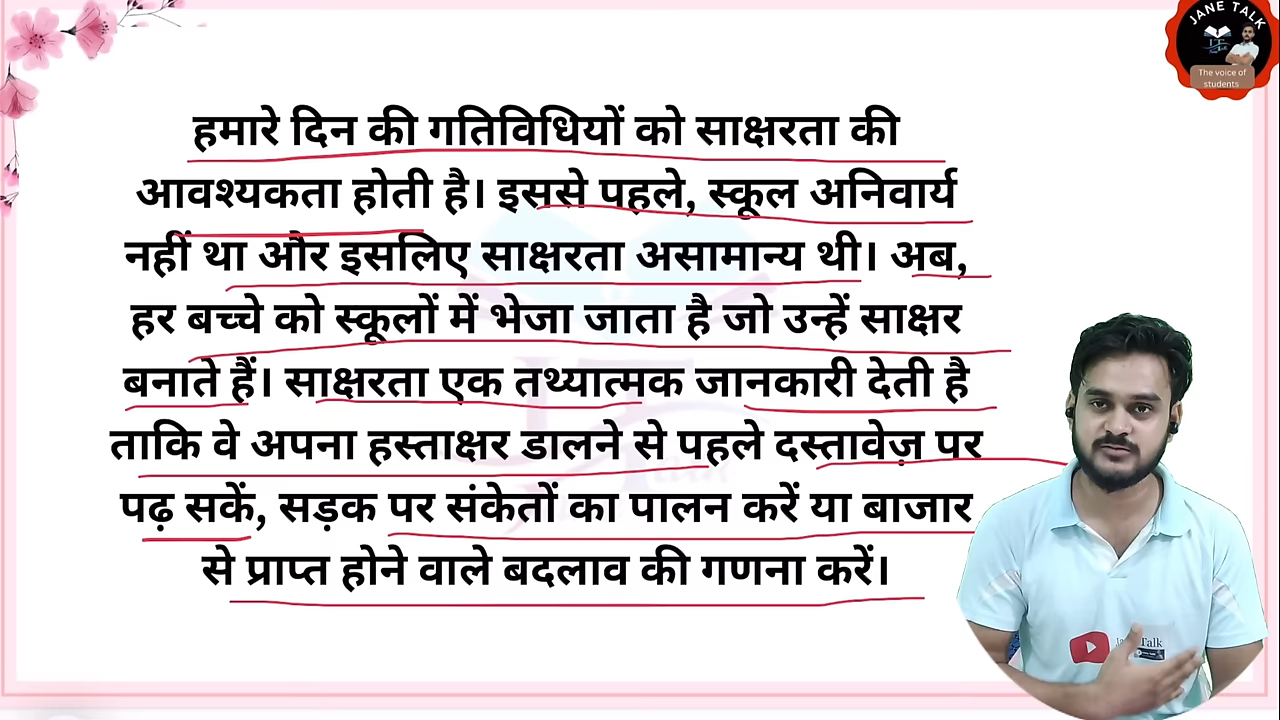 JANE TALK
The voice of
students
हमारे दिन की गतिविधियों को साक्षरता की
आवश्यकता होती है। इससे पहले, स्कूल अनिवार्य
नहीं था और इसलिए साक्षरता असामान्य थी। अब,
हर बच्चे को स्कूलों में भेजा जाता है जो उन्हें साक्षर
बनाते हैं। साक्षरता एक तथ्यात्मक जानकारी देती है
ताकि वे अपना हस्ताक्षर डालने से पहले दस्तावेज़ पर
पढ़ सकें, सड़क पर संकेतों का पालन करें या बाजार
से प्राप्त होने वाले बदलाव की गणना करें।
Talk